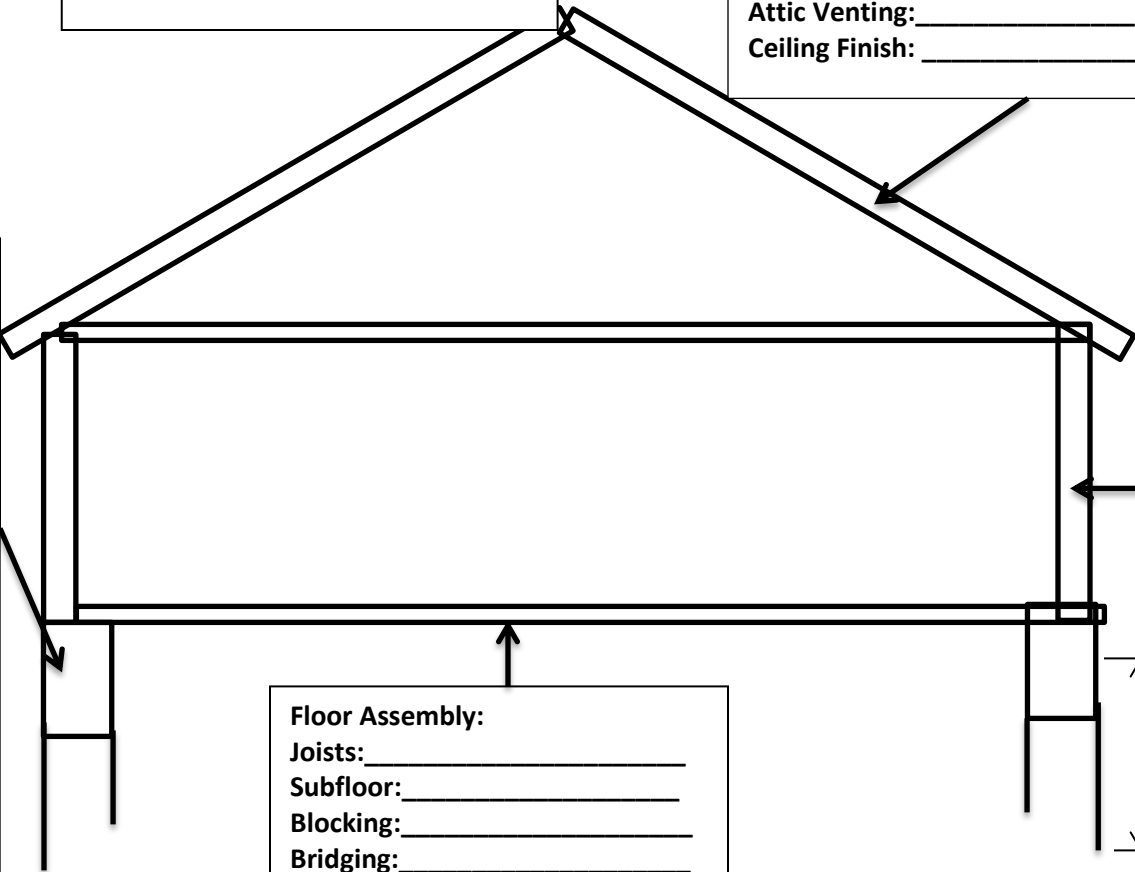 Attic Venting:_______________
Ceiling Finish: _______________
Floor Assembly:
Joists:______________________
Subfloor:___________________
Blocking:____________________
Bridging:____________________